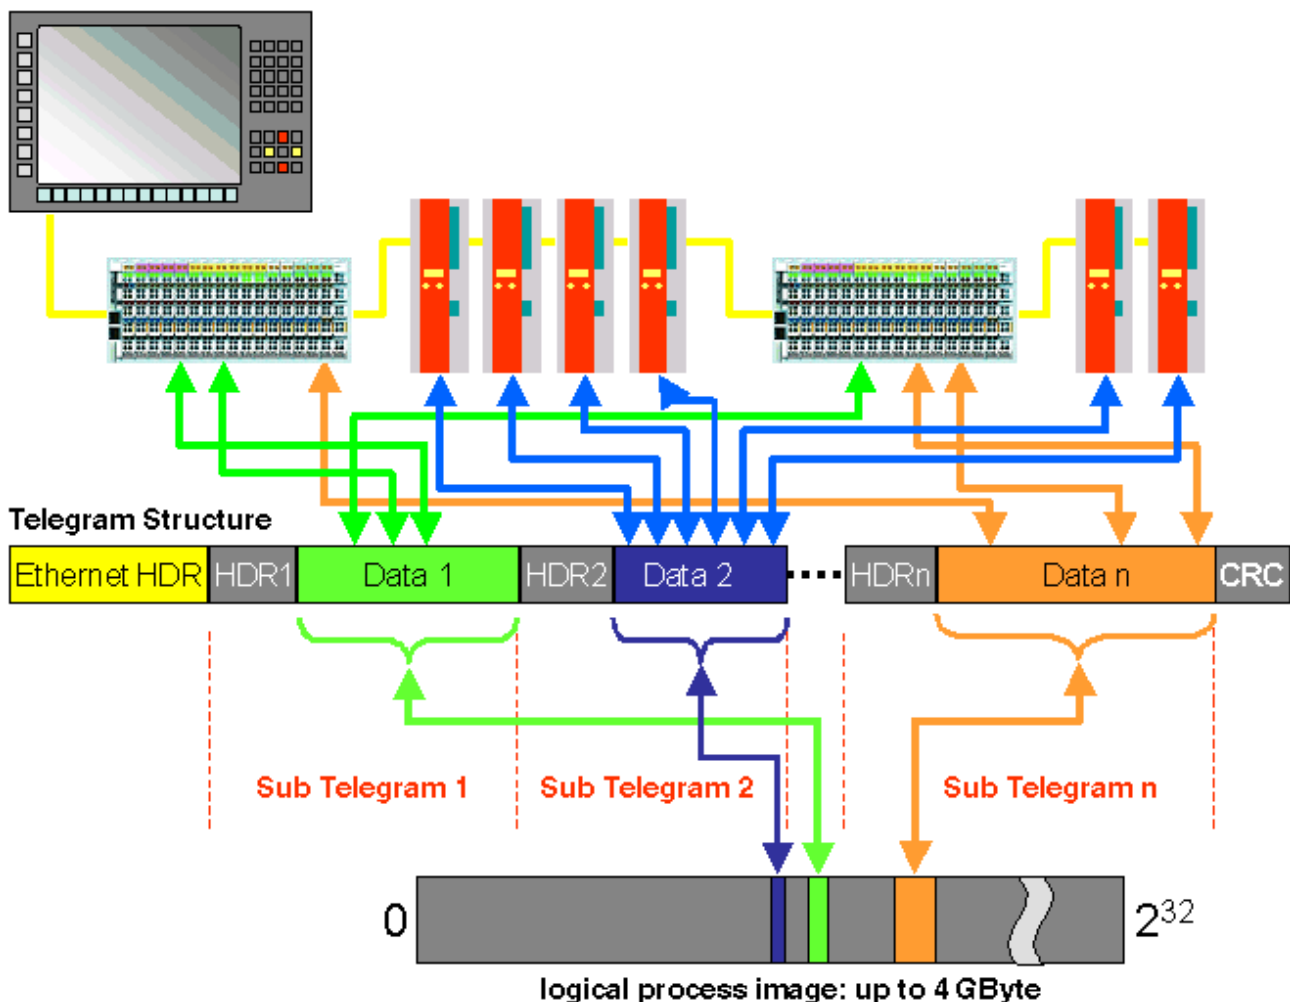 Telegram Structure
Ethernet HDR HDR1 Data 1 HDR2 Data 2 HDRn Data n CRC
Sub Telegram 1 Sub Telegram 2 Sub Telegram n
0 2³²
logical process image: up to 4 GByte